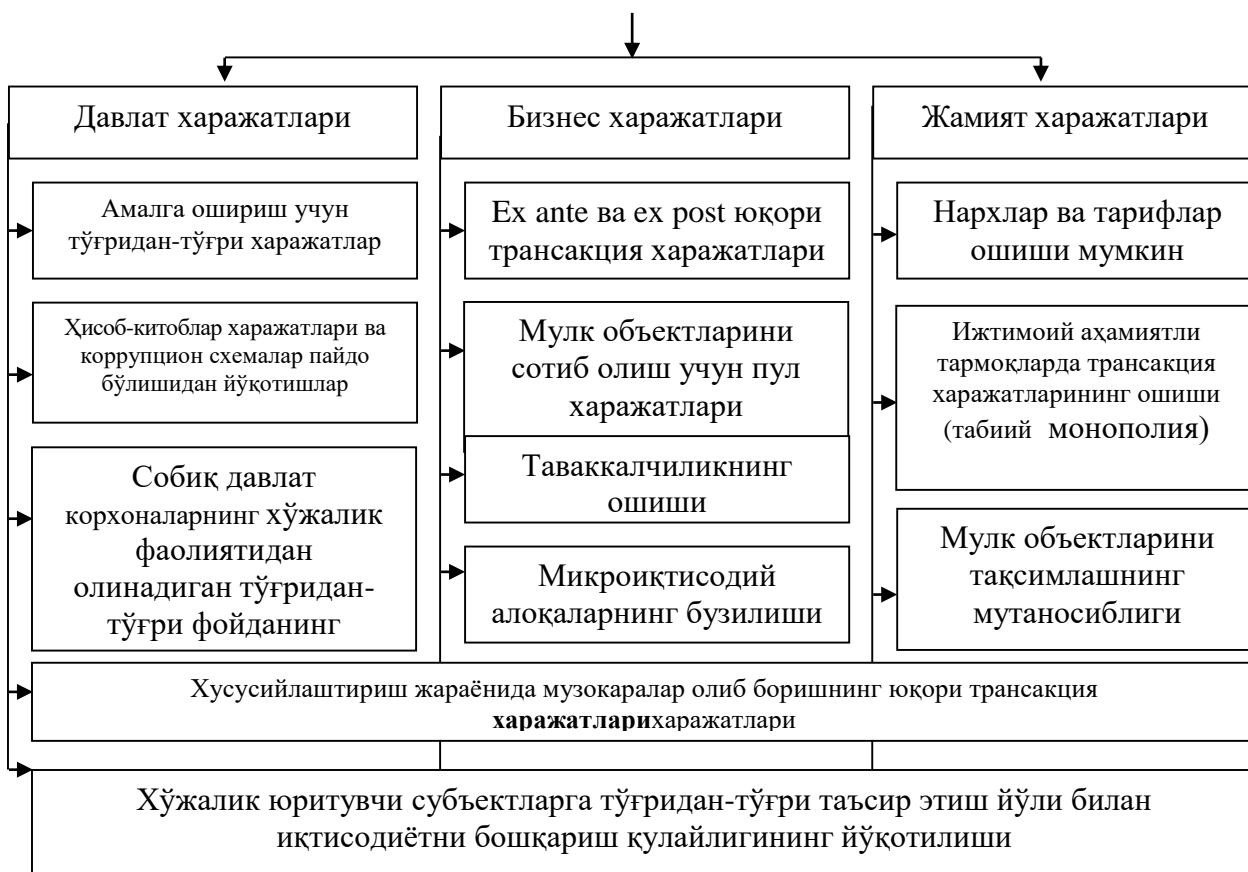 Давлат харажатлари
Бизнес харажатлари
Жамият харажатлари
Амалга ошириш учун
тўғридан-тўғри харажатлар
Ҳисоб-китоблар харажатлари ва
коррупцион схемалар пайдо
бўлишидан йўқотишлар
Собиқ давлат
корхоналарнинг хўжалик
фаолиятидан
олинадиган тўғридан-
тўғри фойданинг
Ex ante ва ex post юқори
трансакция харажатлари
Мулк объектларини
сотиб олиш учун пул
харажатлари
Таваккалчиликнинг
ошиши
Микроиқтисодий
алоқаларнинг бузилиши
Нархлар ва тарифлар
ошиши мумкин
Ижтимоий аҳамиятли
тармоқларда трансакция
харажатларининг ошиши
(табиий монополия)
Мулк объектларини
тақсимлашнинг
мутаносиблиги
Хусусийлаштириш жараёнида музокаралар олиб боришнинг юқори трансакция
харажатларихаражатлари
Хўжалик юритувчи субъектларга тўғридан-тўғри таъсир этиш йўли билан
иқтисодиётни бошқариш қулайлигининг йўқотилиши